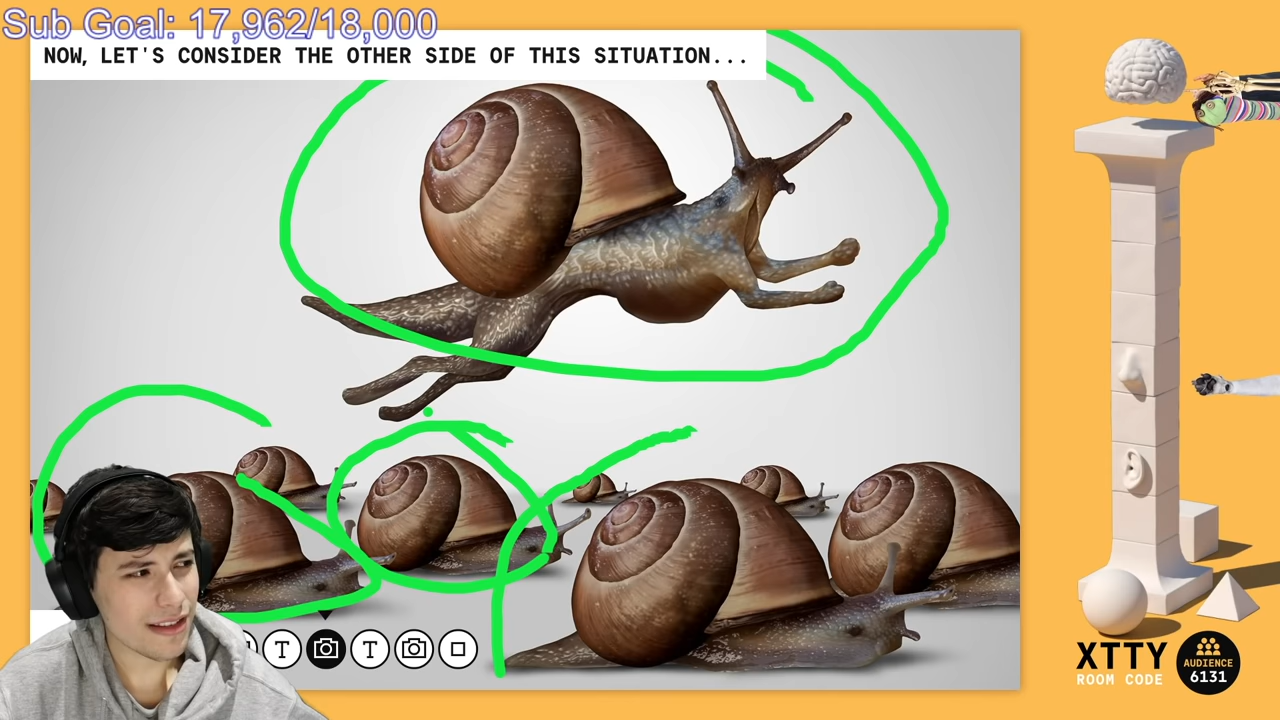 Sub Goal: 17,962/18,000
NOW, LET'S CONSIDER THE OTHER SIDE OF THIS SITUATION...
T
T
XTTY
ROOM CODE
AUDIENCE
6131